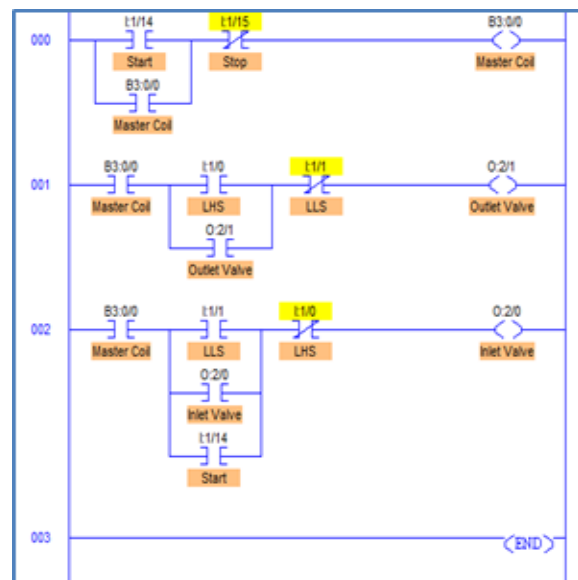 I:1/14 I:1/15 B3:0/0
000
Start Stop Master Coil
B3:0/0
Master Coil
B3:0/0 I:1/0 I:1/1 O:2/1
001
Master Coil LHS LLS Outlet Valve
O:2/1
Outlet Valve
B3:0/0 I:1/1 I:1/0 O:2/0
002
Master Coil LLS LHS Inlet Valve
O:2/0
Inlet Valve
I:1/14
Start
003 END